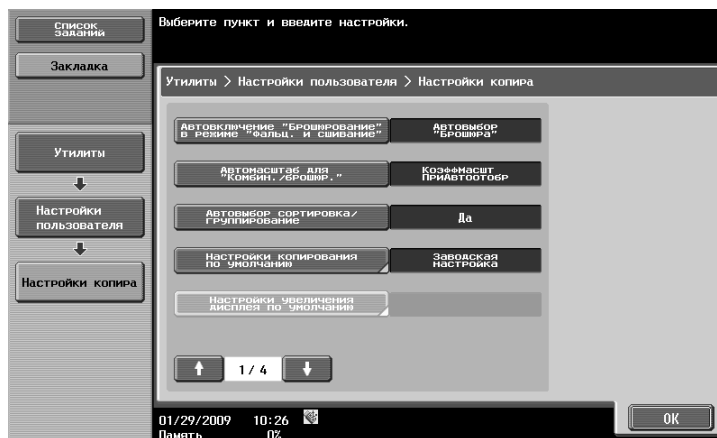 Список
заданий
Выберите пункт и введите настройки.
Закладка
Утилиты > Настройки пользователя > Настройки копира
Автовключение "Брошюрование"
в режиме "Фальц. и сшивание"
Автовыбор
"Брошюра"
Утилиты
Автомасштаб для
"Комбин./брошюр."
КоэффМасшт
ПриАвтоотобр
Настройки
пользователя
Автовыбор сортировка/
группирование
Да
Настройки копира
Настройки копирования
по умолчанию
Заводская
настройка
Настройки увеличения
дисплея по умолчанию
1/ 4
01/29/2009 10:26
Память 0%
OK